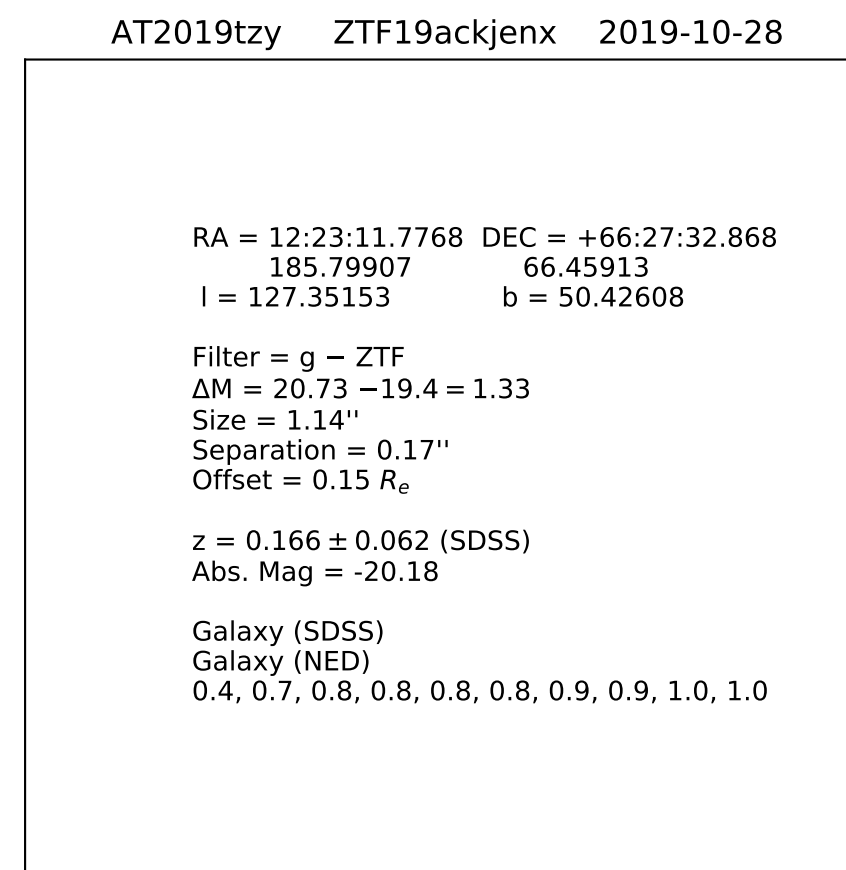 AT2019tzy ZTF19ackjenx 2019-10-28
RA = 12:23:11.7768 DEC = +66:27:32.868
185.79907 66.45913
l = 127.35153 b = 50.42608
Filter = g − ZTF
ΔM = 20.73 −19.4 = 1.33
Size = 1.14''
Separation = 0.17''
Offset = 0.15 Rₑ
z = 0.166 ± 0.062 (SDSS)
Abs. Mag = -20.18
Galaxy (SDSS)
Galaxy (NED)
0.4, 0.7, 0.8, 0.8, 0.8, 0.8, 0.9, 0.9, 1.0, 1.0